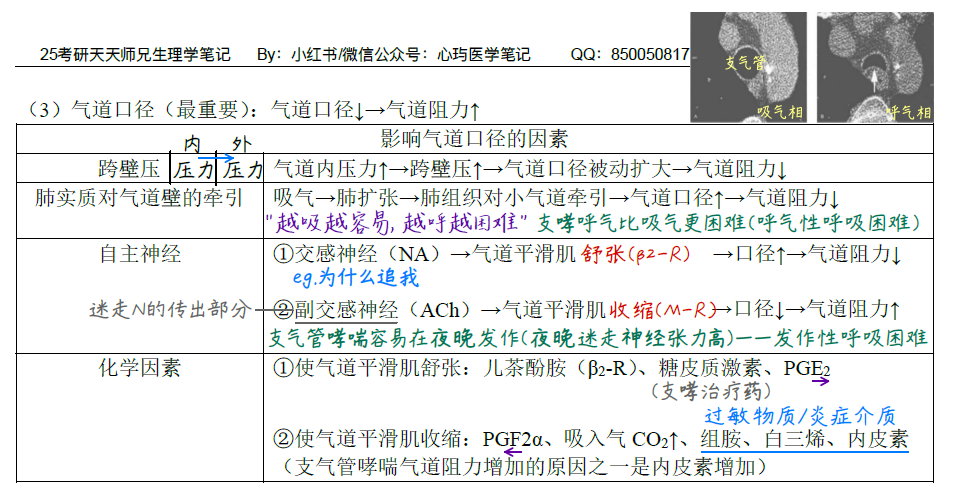 25考研天天师兄生理学笔记 By：小红书/微信公众号：心玙医学笔记 QQ：850050817
支气管
吸气相
呼气相
（3）气道口径（最重要）：气道口径↓→气道阻力↑
影响气道口径的因素
内 → 外
跨壁压 压力 压力 气道内压力↑→跨壁压↑→气道口径被动扩大→气道阻力↓
肺实质对气道壁的牵引 吸气→肺扩张→肺组织对小气道牵引→气道口径↑→气道阻力↓
"越吸越容易,越呼越困难" 支哮呼气比吸气更困难(呼气性呼吸困难)
自主神经 ①交感神经（NA）→气道平滑肌 舒张(β2-R) →口径↑→气道阻力↓
eg.为什么追我
迷走N的传出部分 ②副交感神经（ACh）→气道平滑肌 收缩(M-R)→口径↓→气道阻力↑
支气管哮喘容易在夜晚发作(夜晚迷走神经张力高)——发作性呼吸困难
化学因素 ①使气道平滑肌舒张：儿茶酚胺（β₂-R）、糖皮质激素、PGE₂
(支哮治疗药)
过敏物质/炎症介质
②使气道平滑肌收缩：PGF2α、吸入气 CO₂↑、组胺、白三烯、内皮素
（支气管哮喘气道阻力增加的原因之一是内皮素增加）